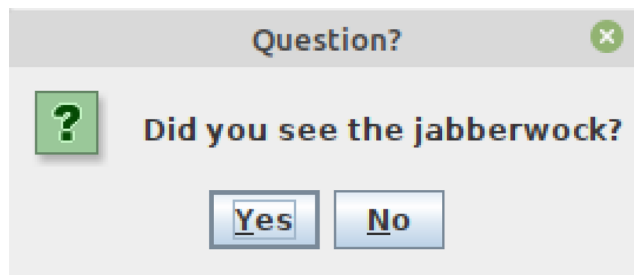 Question?
Did you see the jabberwock?
Yes No